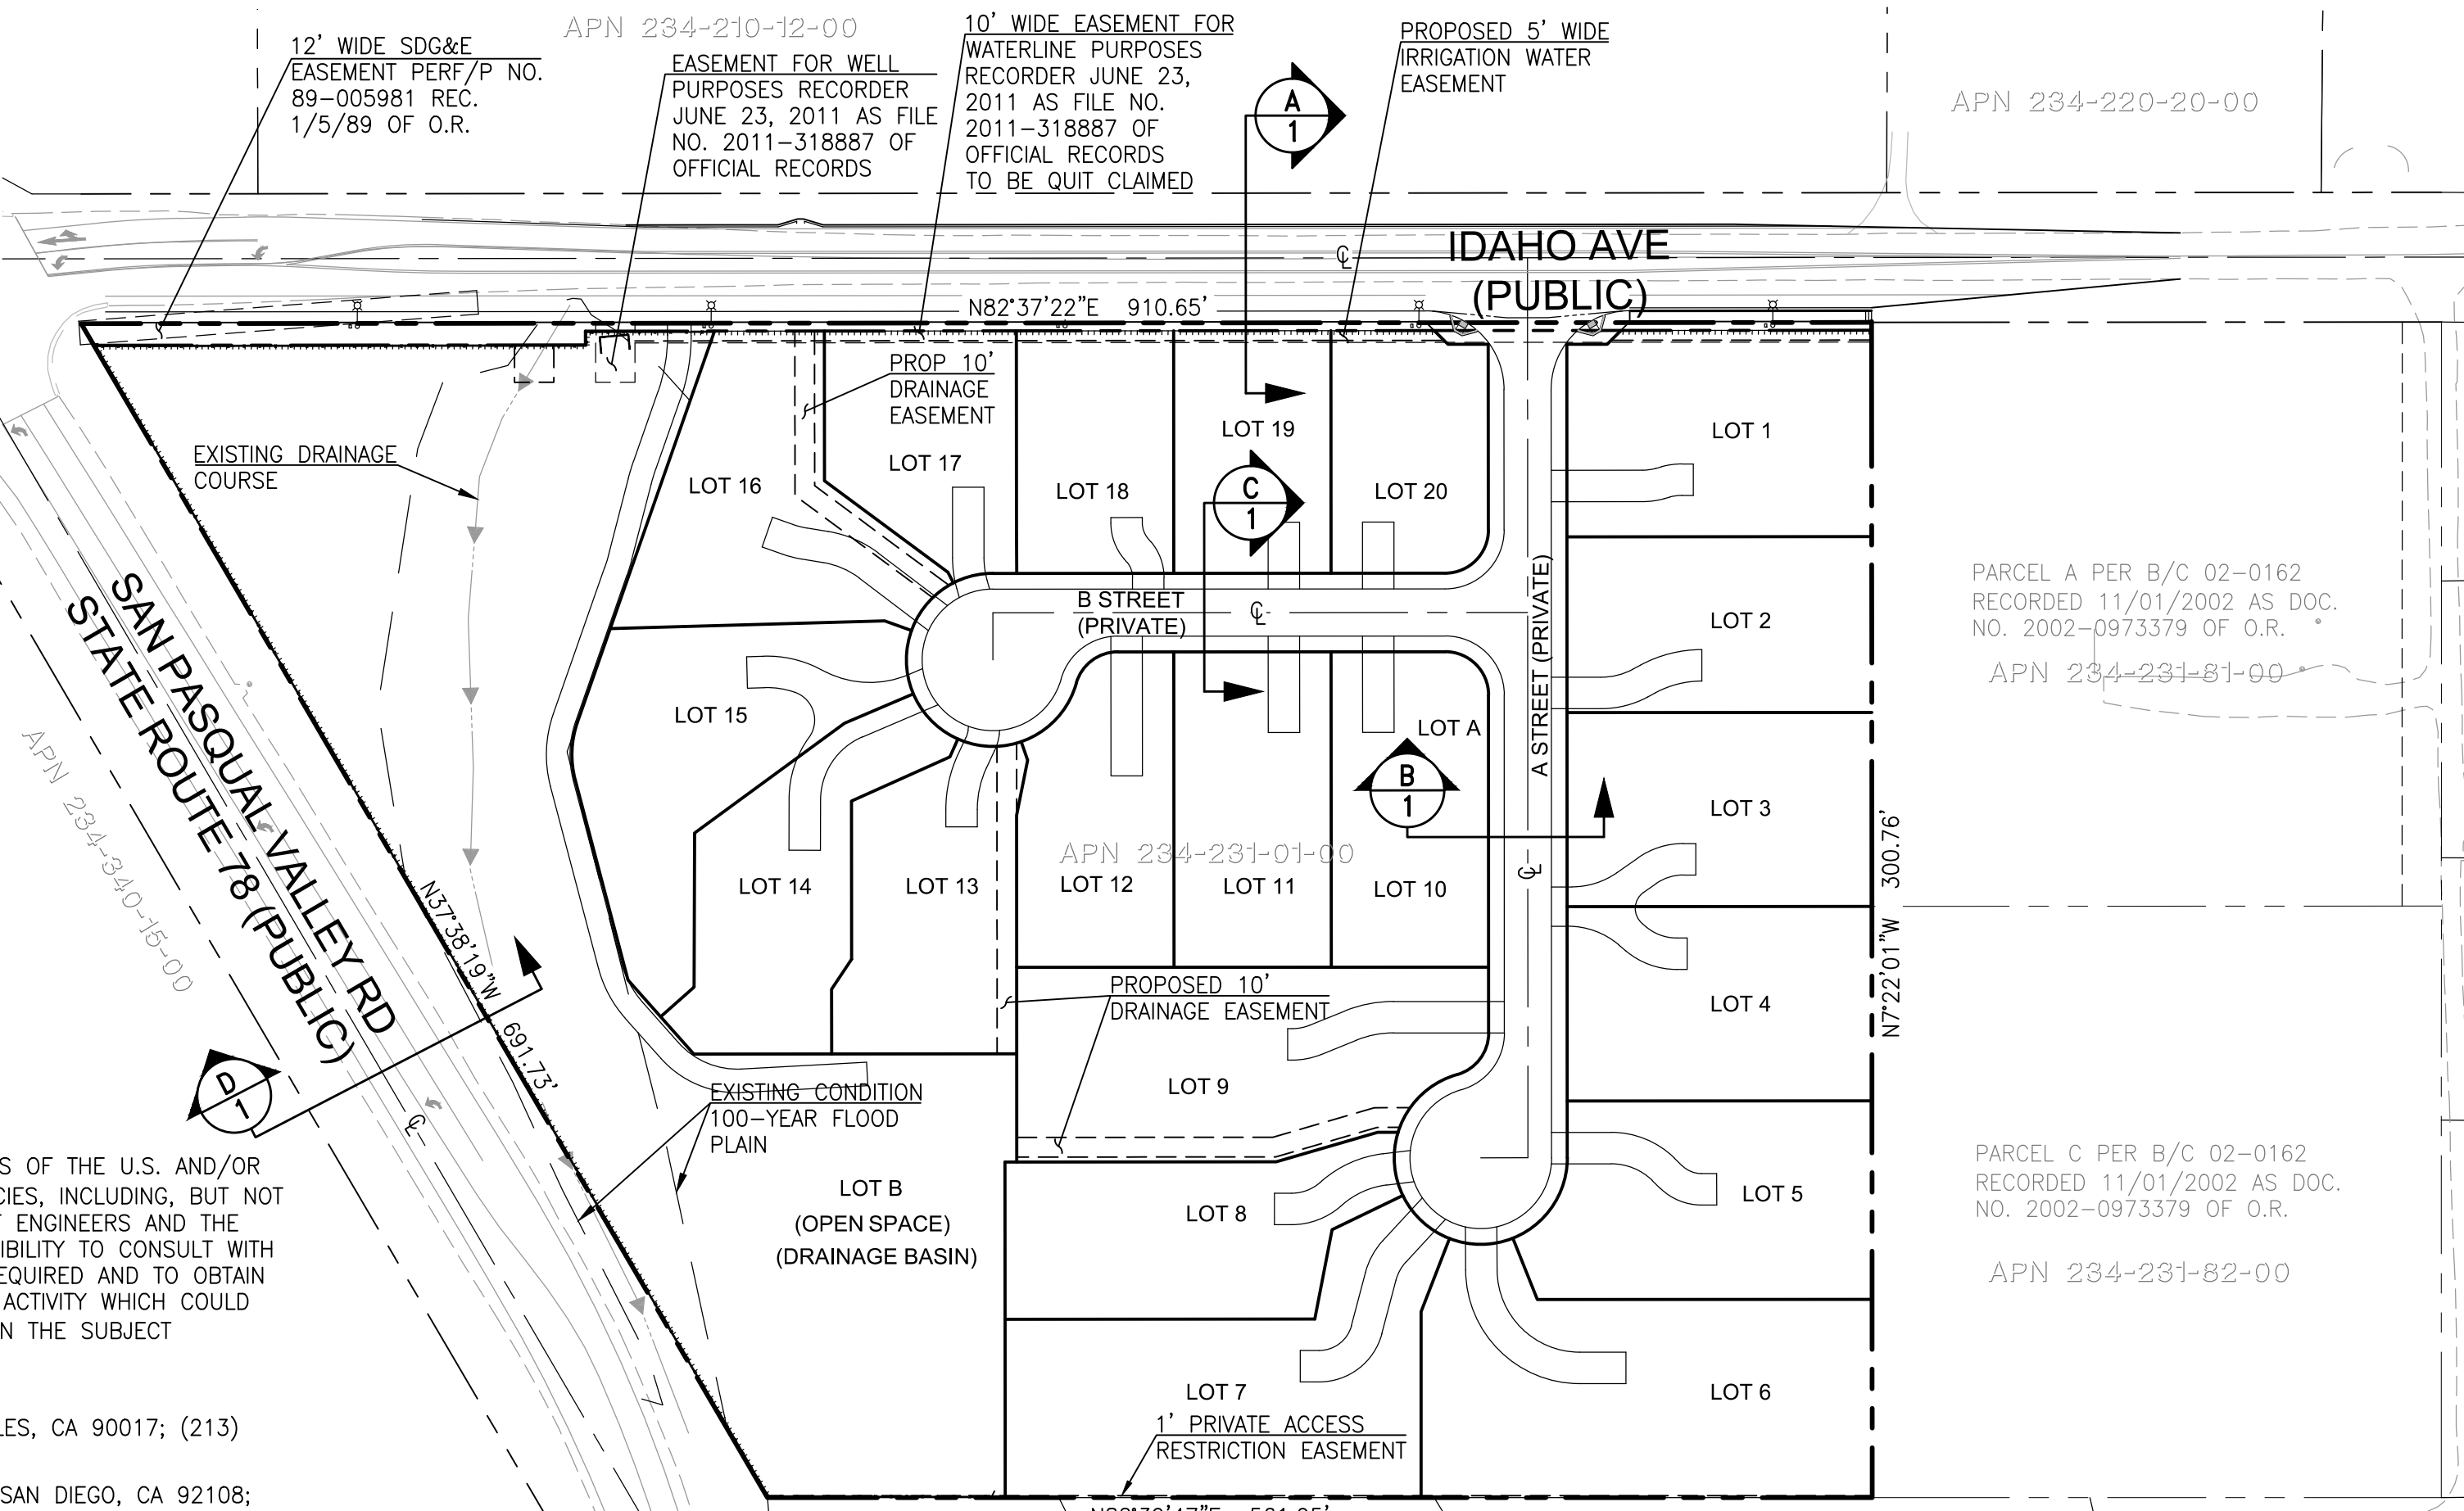 APN 234-210-12-00
12' WIDE SDG&E
EASEMENT PERF/P NO.
89-005981 REC.
1/5/89 OF O.R.
EASEMENT FOR WELL
PURPOSES RECORDER
JUNE 23, 2011 AS FILE
NO. 2011-318887 OF
OFFICIAL RECORDS
10' WIDE EASEMENT FOR
WATERLINE PURPOSES
RECORDER JUNE 23,
2011 AS FILE NO.
2011-318887 OF
OFFICIAL RECORDS
TO BE QUIT CLAIMED
A
1
PROPOSED 5' WIDE
IRRIGATION WATER
EASEMENT
APN 234-220-20-00
IDAHO AVE
(PUBLIC)
℄
N82°37'22"E 910.65'
PROP 10'
DRAINAGE
EASEMENT
EXISTING DRAINAGE
COURSE
LOT 16
LOT 17
LOT 18
LOT 19
LOT 20
LOT 1
C
1
B STREET
(PRIVATE)
℄
A STREET (PRIVATE)
℄
LOT 2
PARCEL A PER B/C 02-0162
RECORDED 11/01/2002 AS DOC.
NO. 2002-0973379 OF O.R.
APN 234-231-81-00
SAN PASQUAL VALLEY RD
STATE ROUTE 78 (PUBLIC)
℄
APN 234-340-15-00
LOT 15
LOT A
B
1
LOT 3
N7°22'01"W 300.76'
APN 234-231-01-00
LOT 14
LOT 13
LOT 12
LOT 11
LOT 10
N37°38'19"W 691.73'
PROPOSED 10'
DRAINAGE EASEMENT
LOT 4
D
1
EXISTING CONDITION
100-YEAR FLOOD
PLAIN
LOT 9
LOT B
(OPEN SPACE)
(DRAINAGE BASIN)
LOT 8
LOT 5
PARCEL C PER B/C 02-0162
RECORDED 11/01/2002 AS DOC.
NO. 2002-0973379 OF O.R.
APN 234-231-82-00
LOT 7
LOT 6
1' PRIVATE ACCESS
RESTRICTION EASEMENT
S OF THE U.S. AND/OR
CIES, INCLUDING, BUT NOT
ENGINEERS AND THE
IBILITY TO CONSULT WITH
EQUIRED AND TO OBTAIN
ACTIVITY WHICH COULD
N THE SUBJECT
LES, CA 90017; (213)
SAN DIEGO, CA 92108;